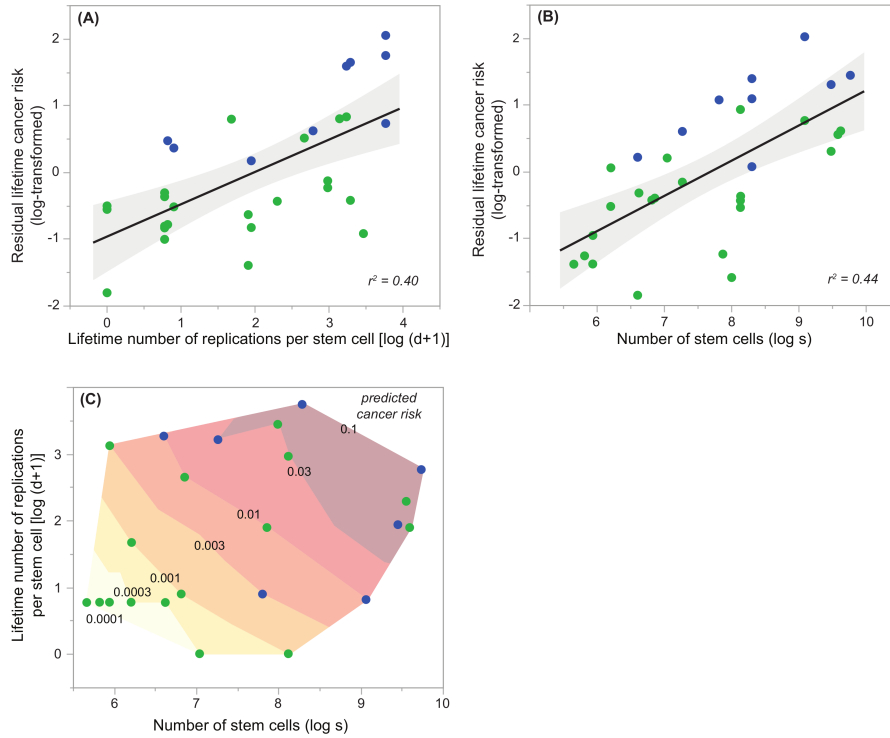 (A)
Residual lifetime cancer risk
(log-transformed)
2
1
0
-1
-2
r² = 0.40
0
1
2
3
4
Lifetime number of replications per stem cell [log (d+1)]
(B)
Residual lifetime cancer risk
(log-transformed)
2
1
0
-1
-2
r² = 0.44
6
7
8
9
10
Number of stem cells (log s)
(C)
predicted
cancer risk
Lifetime number of replications
per stem cell [log (d+1)]
3
2
1
0
0.1
0.03
0.01
0.003
0.001
0.0003
0.0001
6
7
8
9
10
Number of stem cells (log s)